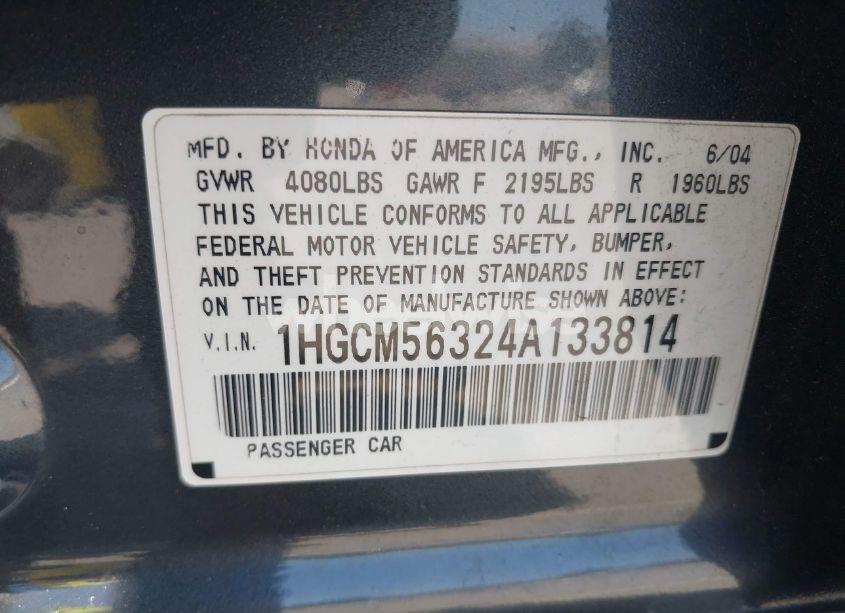 MFD. BY HONDA OF AMERICA MFG., INC. 6/04
GVWR 4080LBS GAWR F 2195LBS R 1960LBS
THIS VEHICLE CONFORMS TO ALL APPLICABLE
FEDERAL MOTOR VEHICLE SAFETY, BUMPER,
AND THEFT PREVENTION STANDARDS IN EFFECT
ON THE DATE OF MANUFACTURE SHOWN ABOVE:
V.I.N. 1HGCM56324A133814
PASSENGER CAR